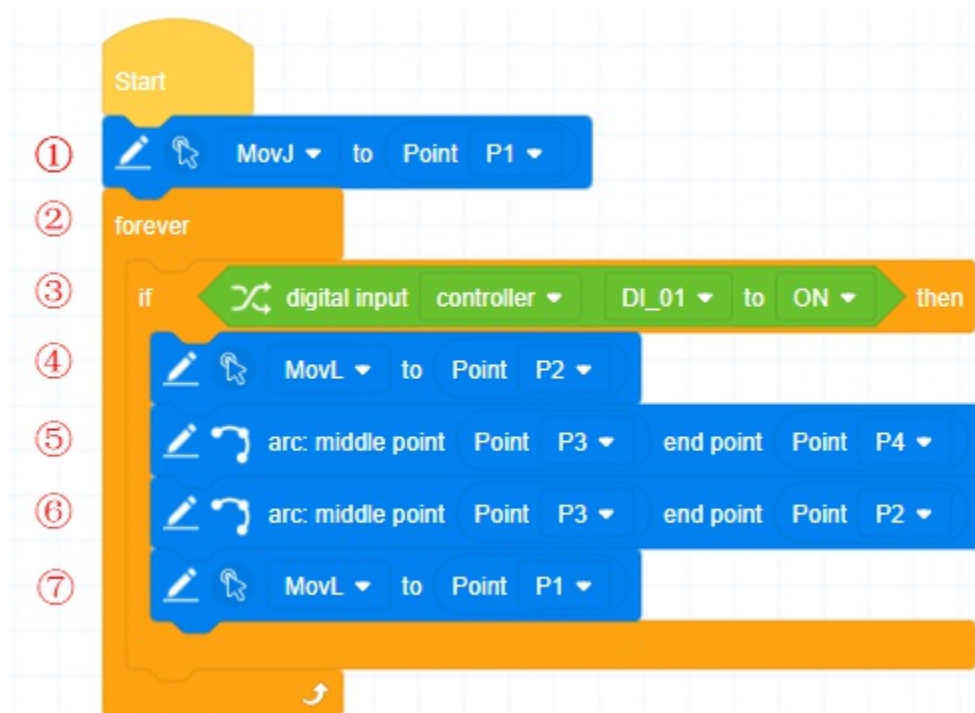 Start
① MovJ to Point P1
② forever
③ if digital input controller DI_01 to ON then
④ MovL to Point P2
⑤ arc: middle point Point P3 end point Point P4
⑥ arc: middle point Point P3 end point Point P2
⑦ MovL to Point P1